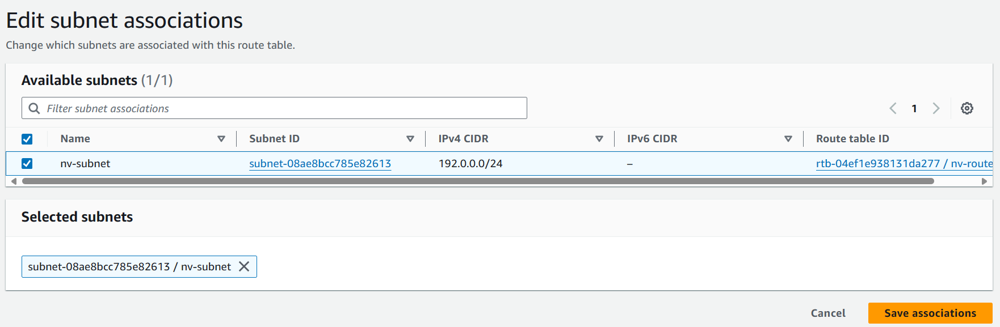 Edit subnet associations
Change which subnets are associated with this route table.
Available subnets (1/1)
Filter subnet associations
1
Name Subnet ID IPv4 CIDR IPv6 CIDR Route table ID
nv-subnet subnet-08ae8bcc785e82613 192.0.0.0/24 – rtb-04ef1e938131da277 / nv-route
Selected subnets
subnet-08ae8bcc785e82613 / nv-subnet
Cancel Save associations